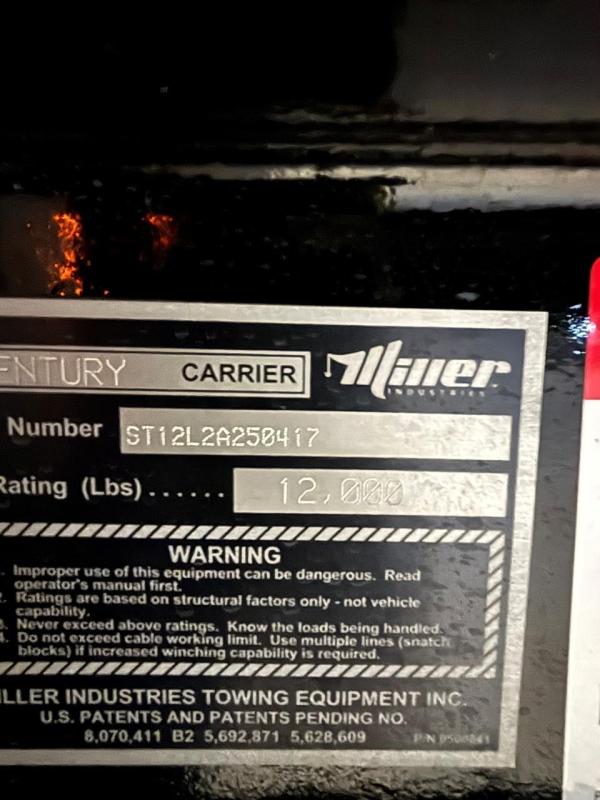 ENTURY CARRIER Miller
INDUSTRIES
Number ST12L2A250417
Rating (Lbs)...... 12,000
WARNING
Improper use of this equipment can be dangerous. Read
operator's manual first.
2. Ratings are based on structural factors only - not vehicle
capability.
3. Never exceed above ratings. Know the loads being handled.
4. Do not exceed cable working limit. Use multiple lines (snatch
blocks) if increased winching capability is required.
ILLER INDUSTRIES TOWING EQUIPMENT INC.
U.S. PATENTS AND PATENTS PENDING NO.
8,070,411 B2 5,692,871 5,628,609 P/N